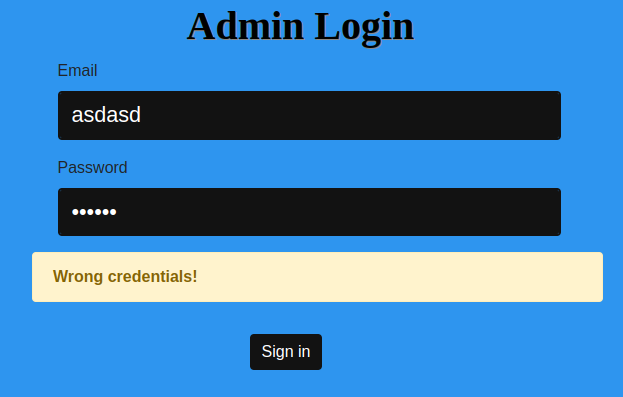 Admin Login
Email
asdasd
Password
••••••
Wrong credentials!
Sign in